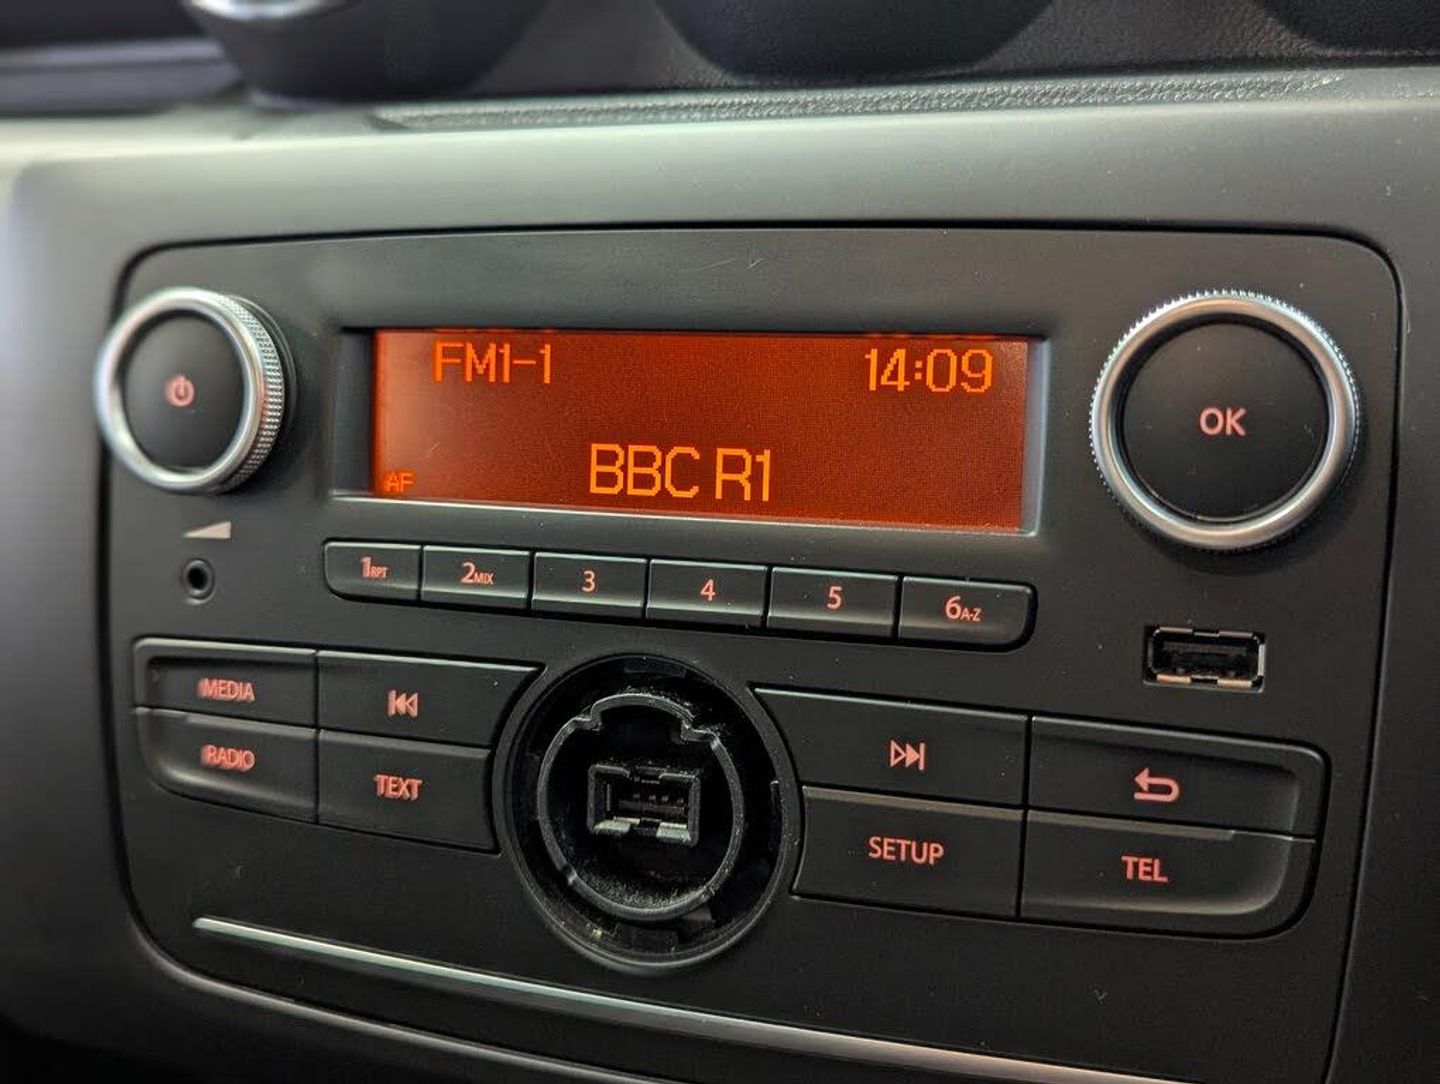 FM1-1 14:09
AF BBC R1
OK
1RPT 2MIX 3 4 5 6A-Z
MEDIA
RADIO TEXT
SETUP TEL